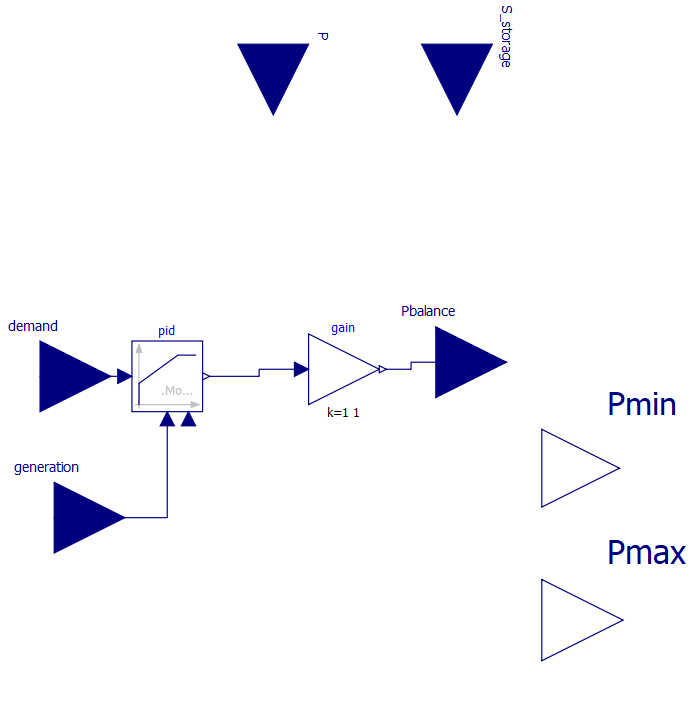 P
S_storage
demand
pid
.Mo...
gain
k=1 1
Pbalance
generation
Pmin
Pmax